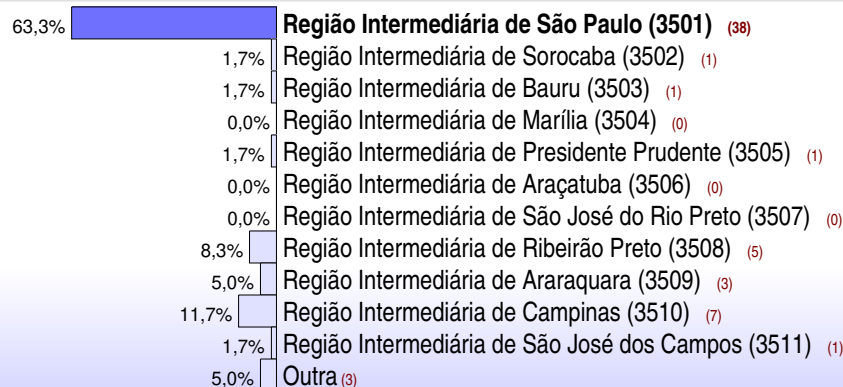 63,3% Região Intermediária de São Paulo (3501) (38)
1,7% Região Intermediária de Sorocaba (3502) (1)
1,7% Região Intermediária de Bauru (3503) (1)
0,0% Região Intermediária de Marília (3504) (0)
1,7% Região Intermediária de Presidente Prudente (3505) (1)
0,0% Região Intermediária de Araçatuba (3506) (0)
0,0% Região Intermediária de São José do Rio Preto (3507) (0)
8,3% Região Intermediária de Ribeirão Preto (3508) (5)
5,0% Região Intermediária de Araraquara (3509) (3)
11,7% Região Intermediária de Campinas (3510) (7)
1,7% Região Intermediária de São José dos Campos (3511) (1)
5,0% Outra (3)